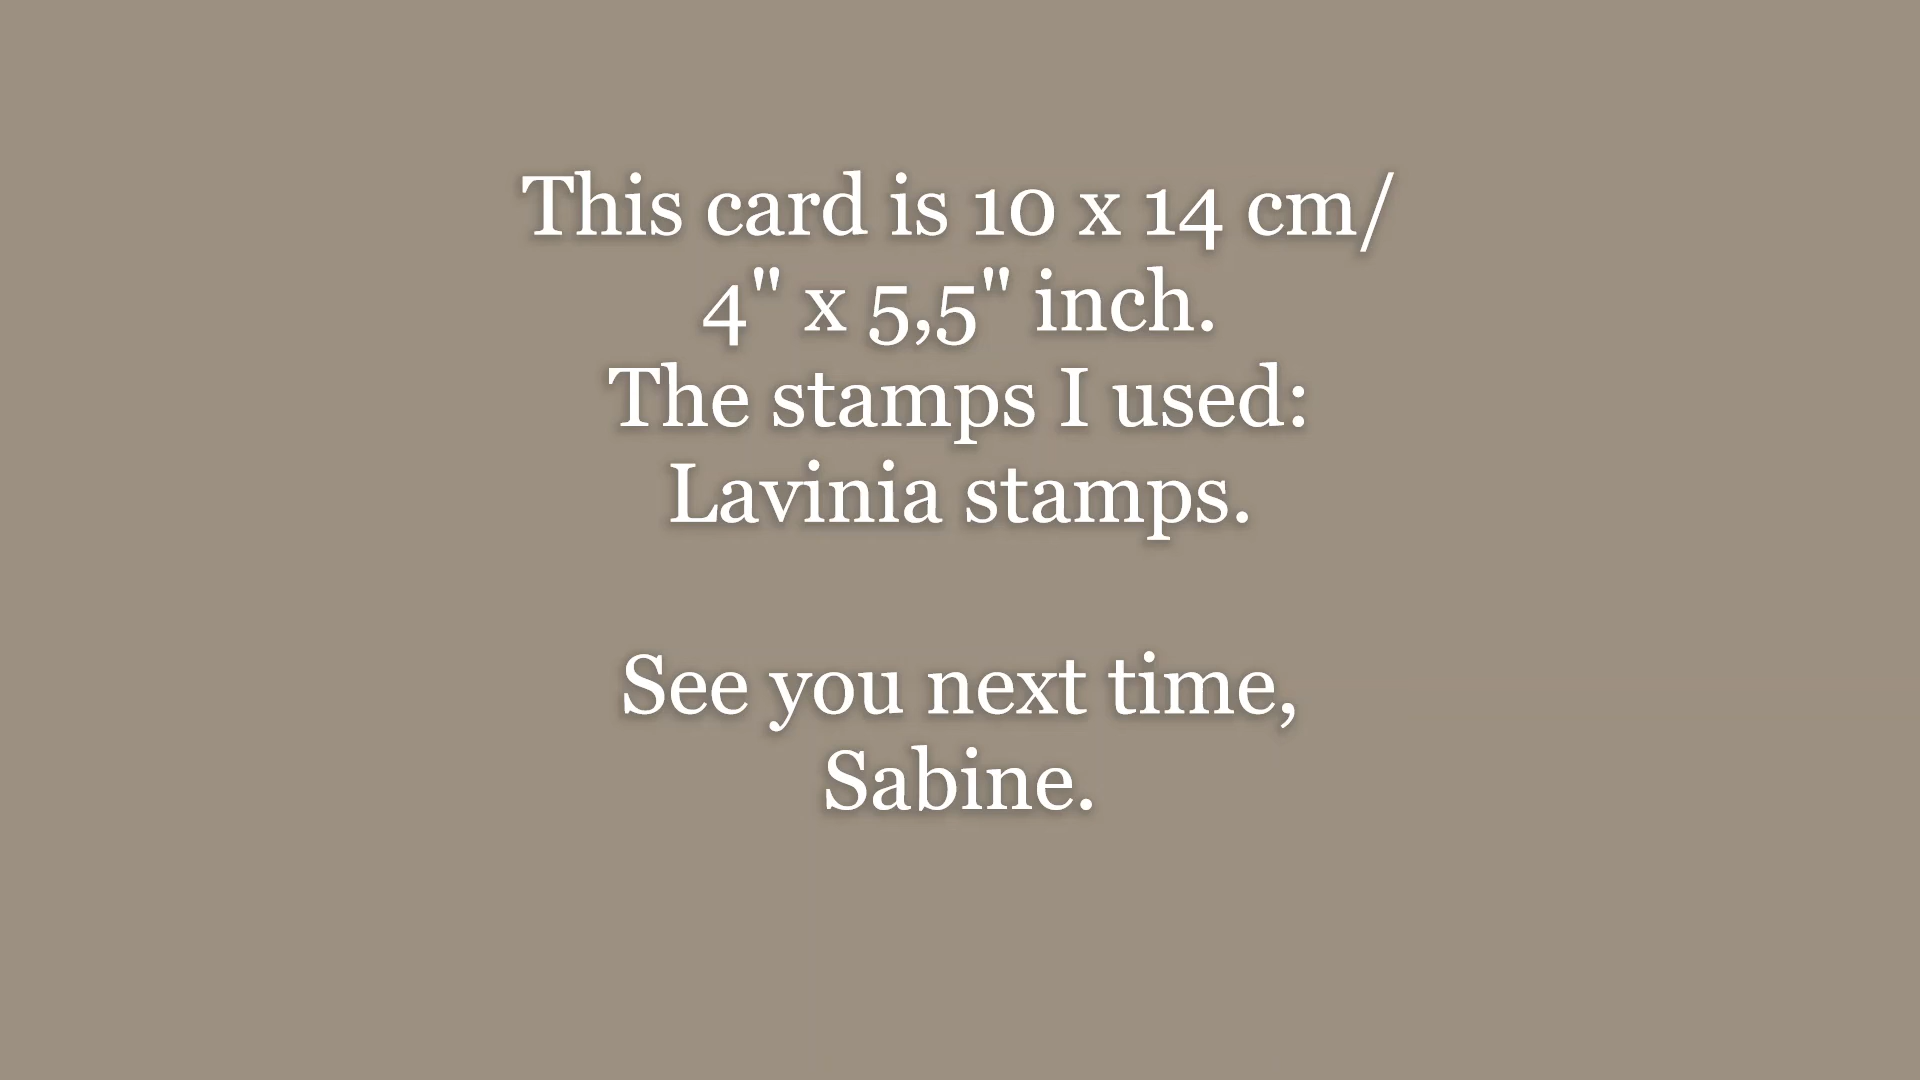 This card is 10 x 14 cm/
4" x 5,5" inch.
The stamps I used:
Lavinia stamps.
See you next time,
Sabine.